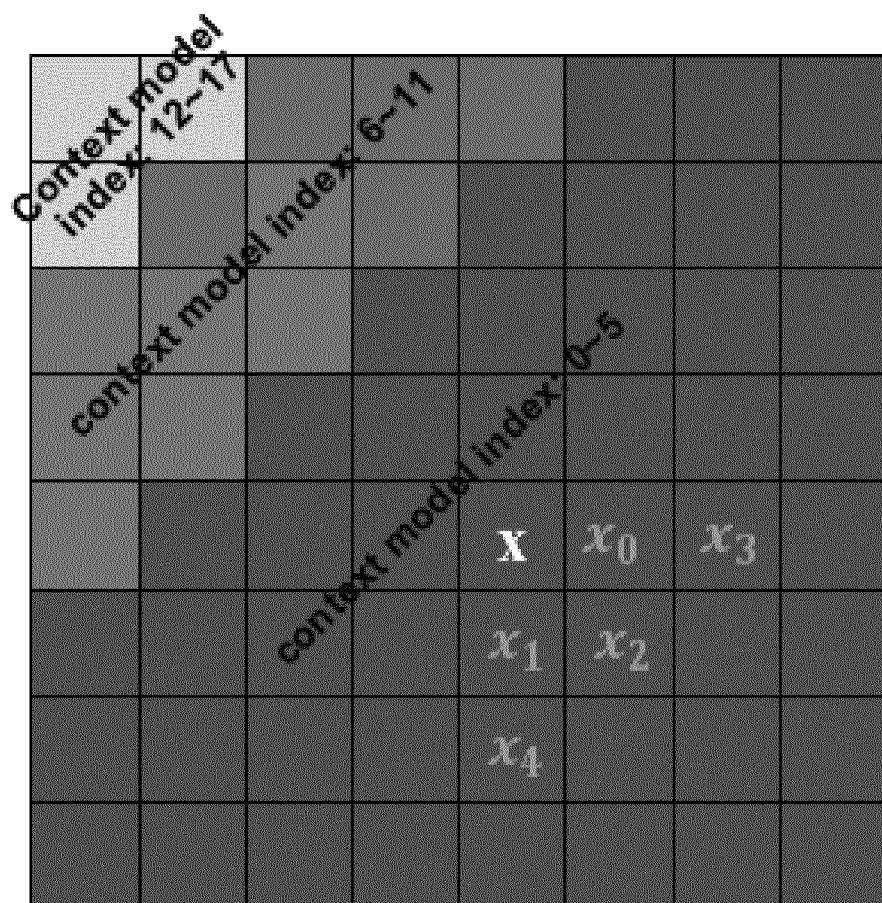 Context model
index: 12~17
context model index: 6~11
context model index: 0~5
x x₀ x₃
x₁ x₂
x₄